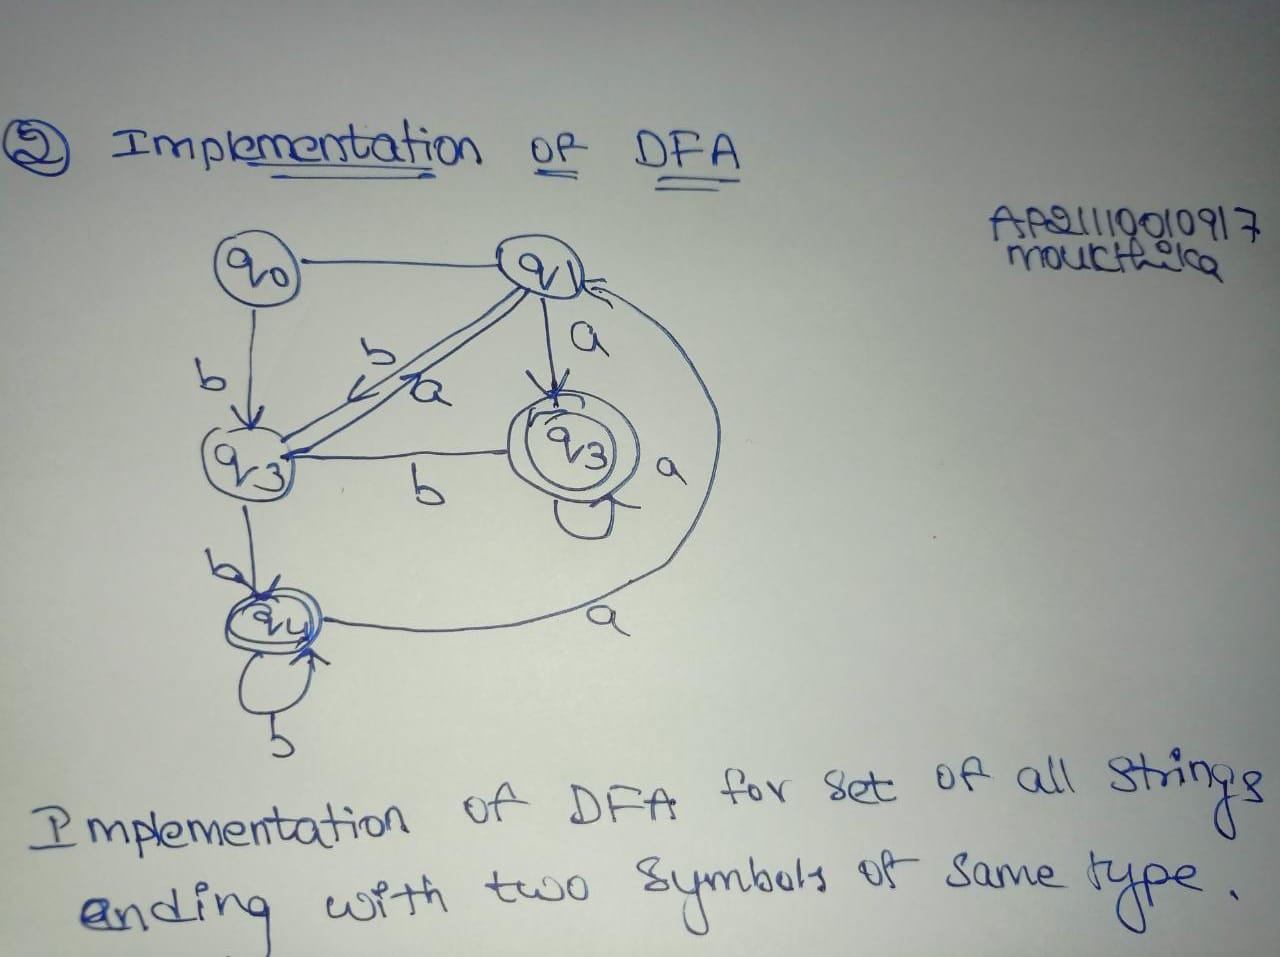 ② Implementation of DFA
AP21110010917
moukthika
q0 q1
b a
b a
q3 q3
b a
b
q4
a
b
Implementation of DFA for set of all strings
ending with two symbols of same type.